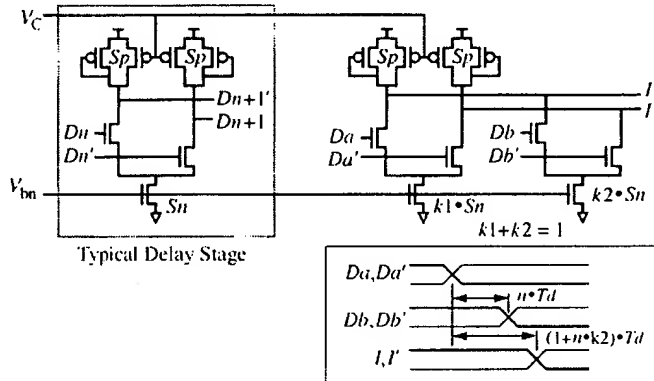 V_C
Sp Sp Sp Sp
Dn+1'
Dn+1
I
I
Dn
Dn'
Da
Da'
Db
Db'
V_bn
Sn
k1•Sn
k2•Sn
k1+k2 = 1
Typical Delay Stage
Da,Da'
n•Td
Db,Db'
(1+n•k2)•Td
I,I'